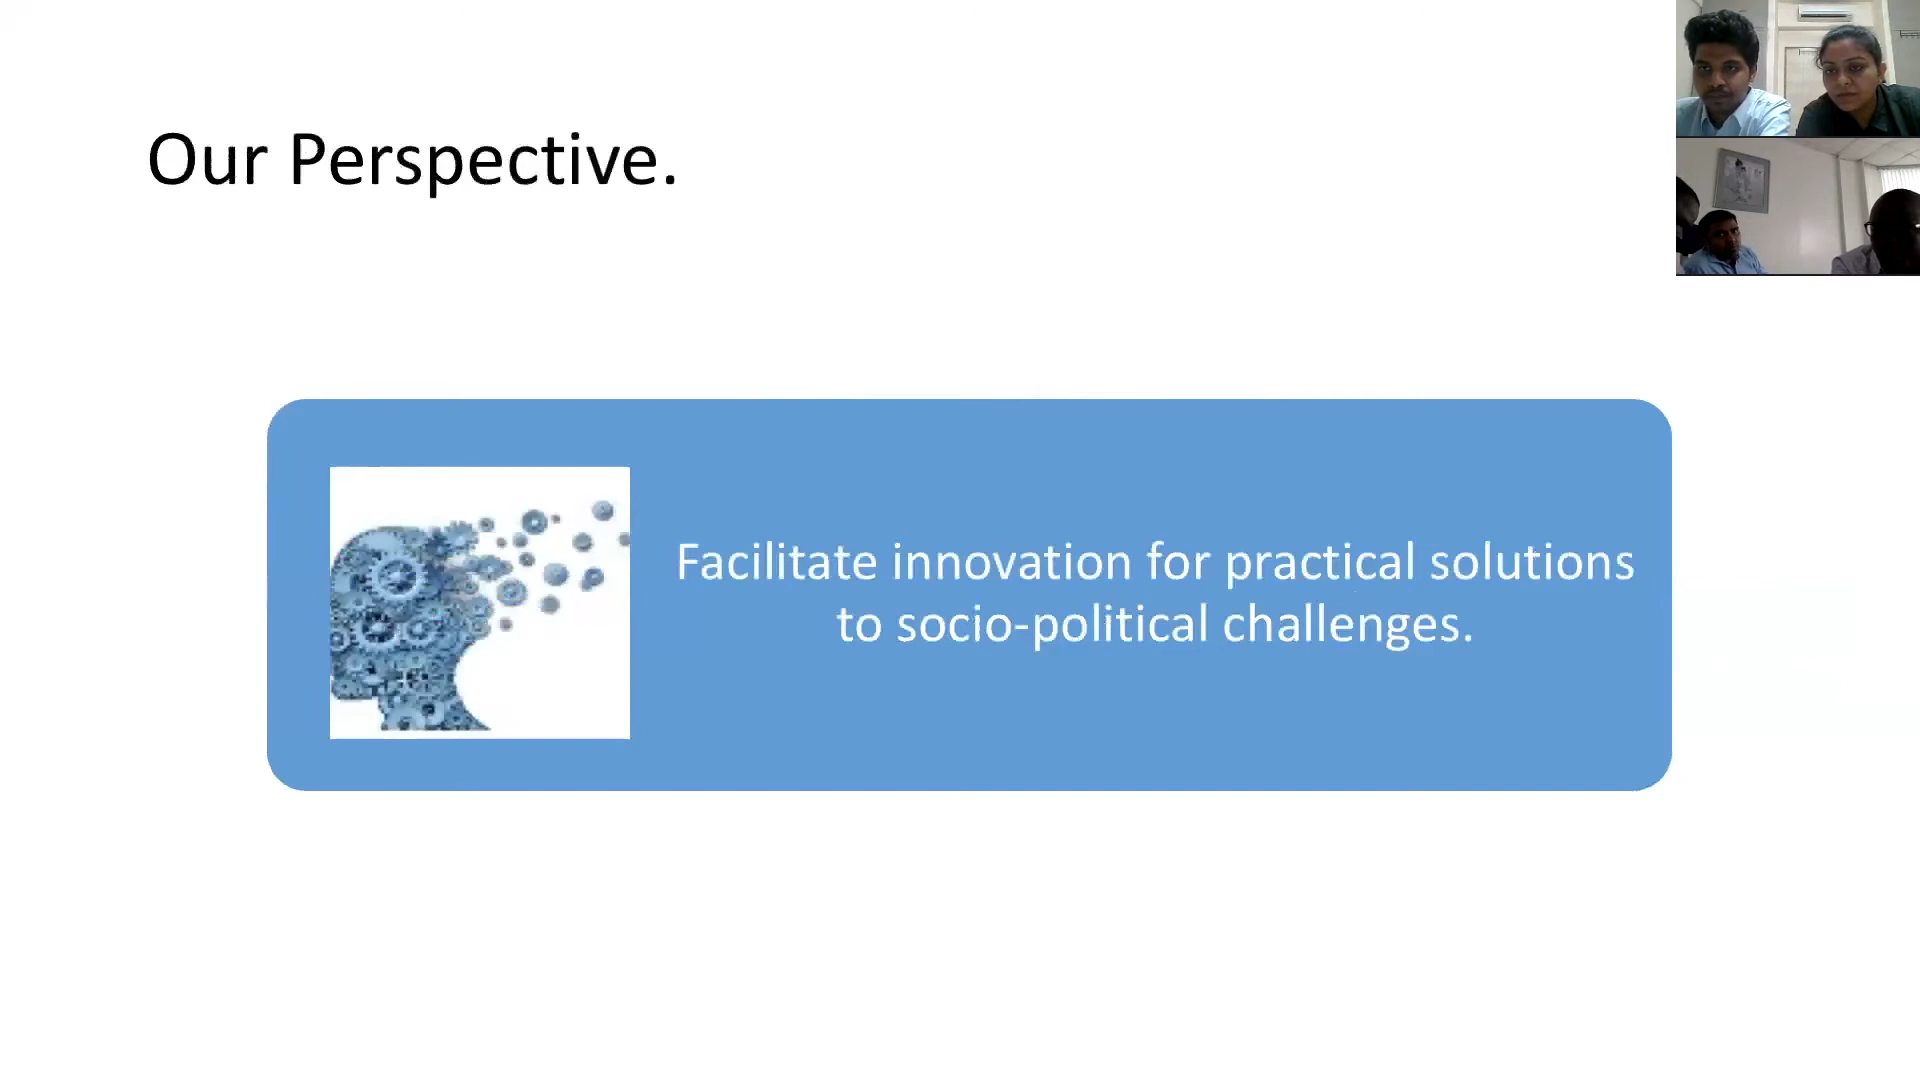 Our Perspective.
Facilitate innovation for practical solutions
to socio-political challenges.